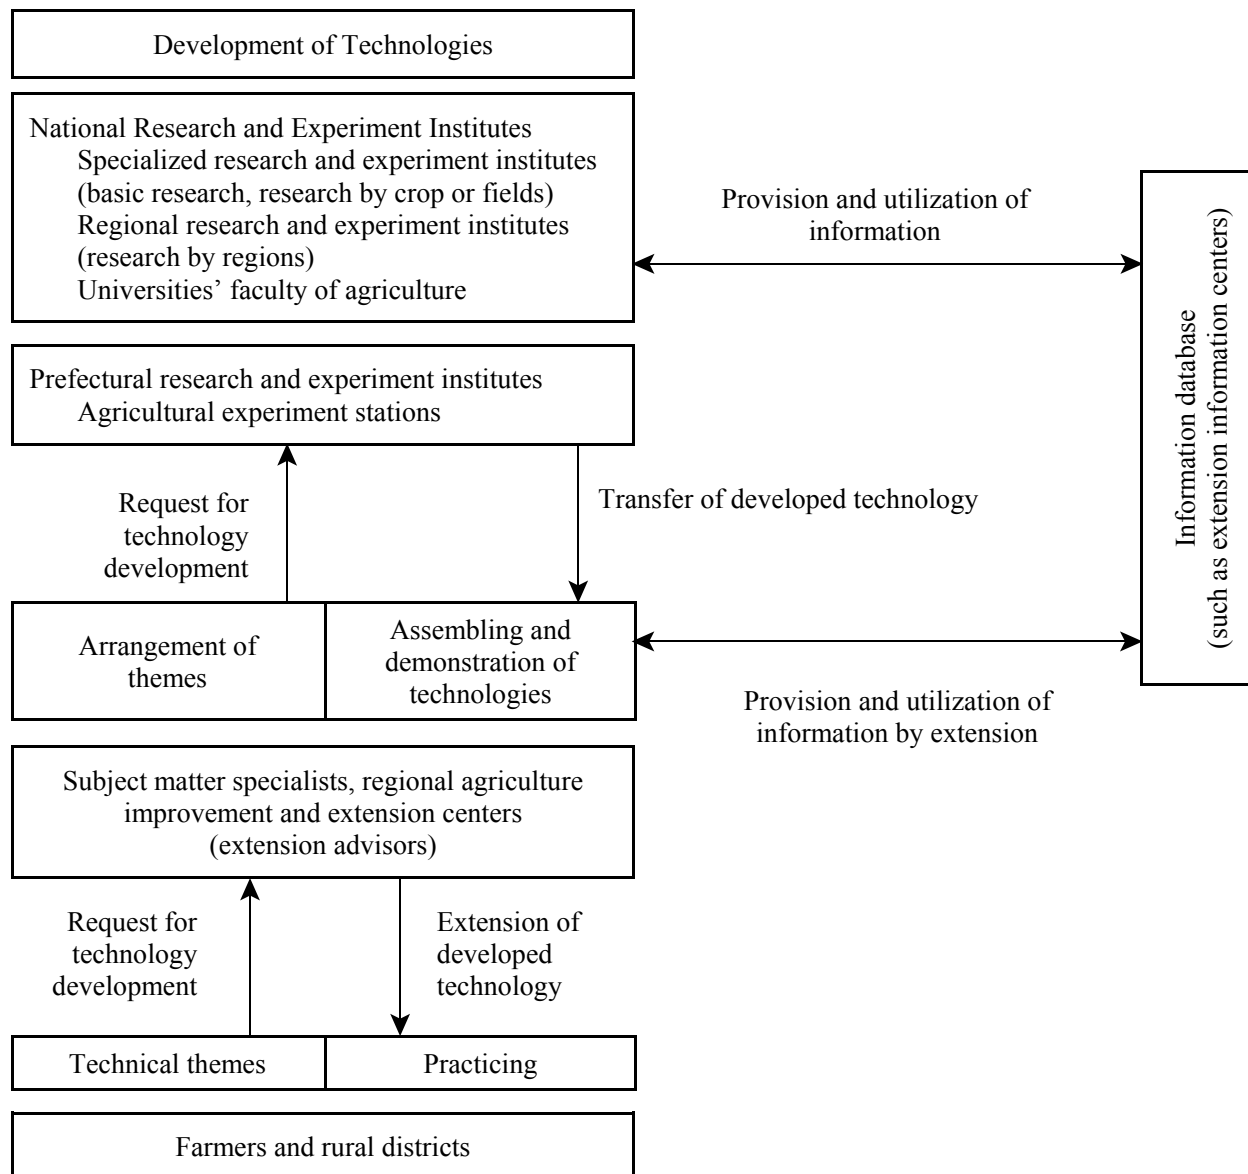 Development of Technologies
National Research and Experiment Institutes
Specialized research and experiment institutes
(basic research, research by crop or fields)
Regional research and experiment institutes
(research by regions)
Universities’ faculty of agriculture
Provision and utilization of
information
Information database
(such as extension information centers)
Prefectural research and experiment institutes
Agricultural experiment stations
Request for
technology
development
Transfer of developed technology
Arrangement of
themes
Assembling and
demonstration of
technologies
Provision and utilization of
information by extension
Subject matter specialists, regional agriculture
improvement and extension centers
(extension advisors)
Request for
technology
development
Extension of
developed
technology
Technical themes
Practicing
Farmers and rural districts